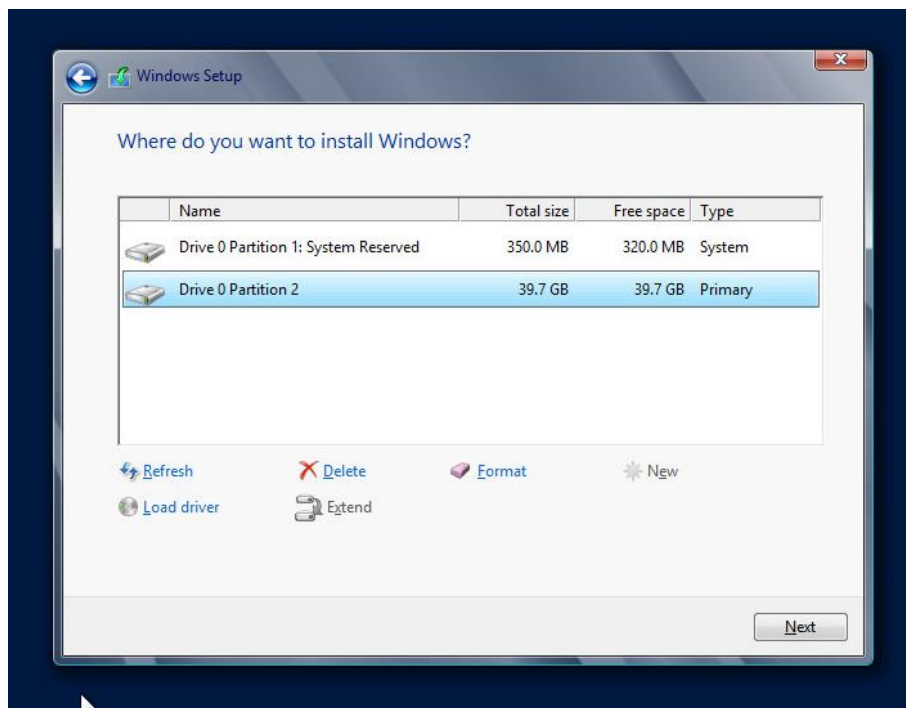 Windows Setup
Where do you want to install Windows?
Name Total size Free space Type
Drive 0 Partition 1: System Reserved 350.0 MB 320.0 MB System
Drive 0 Partition 2 39.7 GB 39.7 GB Primary
Refresh Delete Format New
Load driver Extend
Next